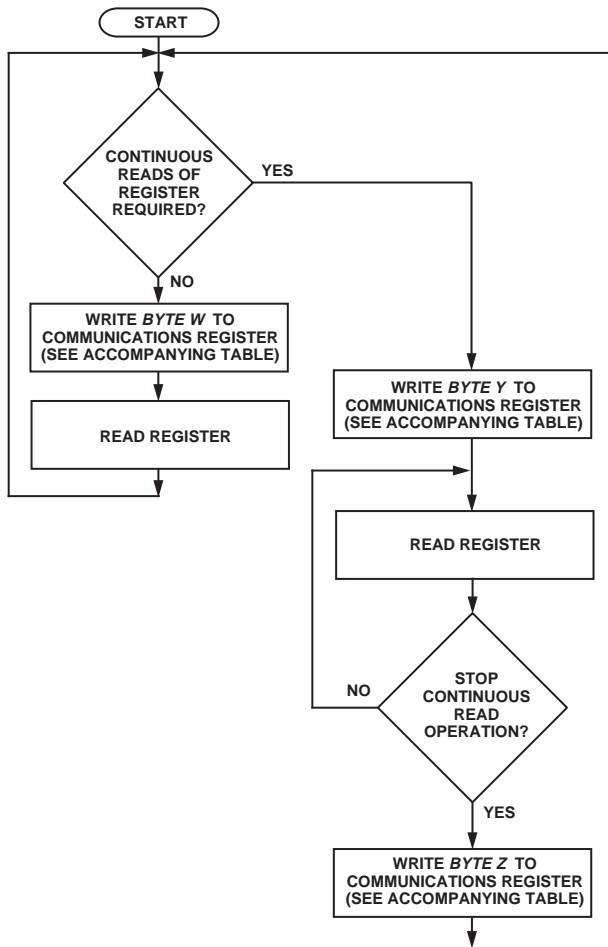 START
CONTINUOUS
READS OF
REGISTER
REQUIRED?
YES
NO
WRITE BYTE W TO
COMMUNICATIONS REGISTER
(SEE ACCOMPANYING TABLE)
READ REGISTER
WRITE BYTE Y TO
COMMUNICATIONS REGISTER
(SEE ACCOMPANYING TABLE)
READ REGISTER
NO
STOP
CONTINUOUS
READ
OPERATION?
YES
WRITE BYTE Z TO
COMMUNICATIONS REGISTER
(SEE ACCOMPANYING TABLE)